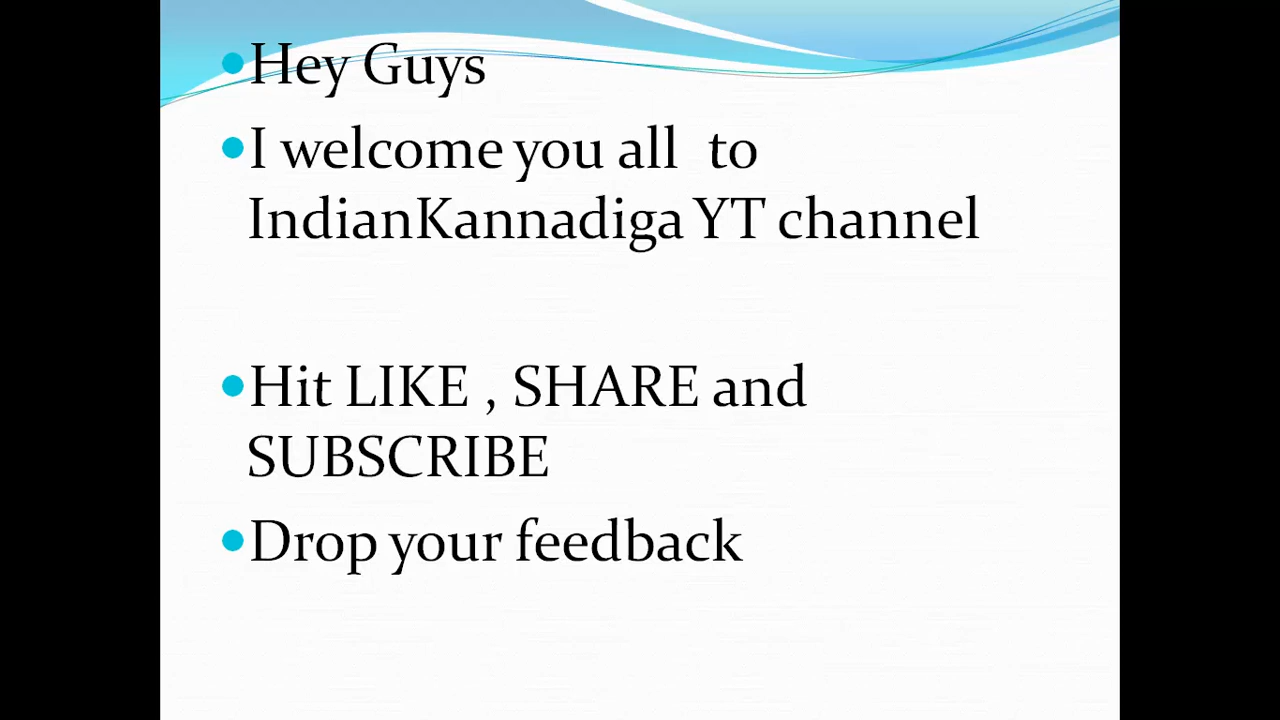 •Hey Guys
•I welcome you all  to
IndianKannadiga YT channel
•Hit LIKE , SHARE and
SUBSCRIBE
•Drop your feedback